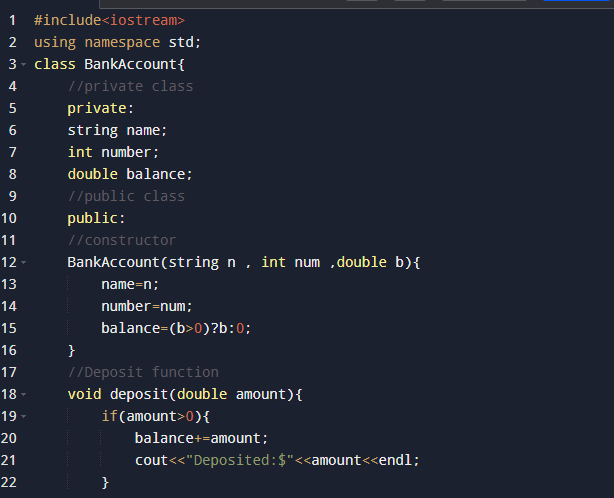 1 #include<iostream>
2 using namespace std;
3 class BankAccount{
4 //private class
5 private:
6 string name;
7 int number;
8 double balance;
9 //public class
10 public:
11 //constructor
12 BankAccount(string n , int num ,double b){
13 name=n;
14 number=num;
15 balance=(b>0)?b:0;
16 }
17 //Deposit function
18 void deposit(double amount){
19 if(amount>0){
20 balance+=amount;
21 cout<<"Deposited:$"<<amount<<endl;
22 }